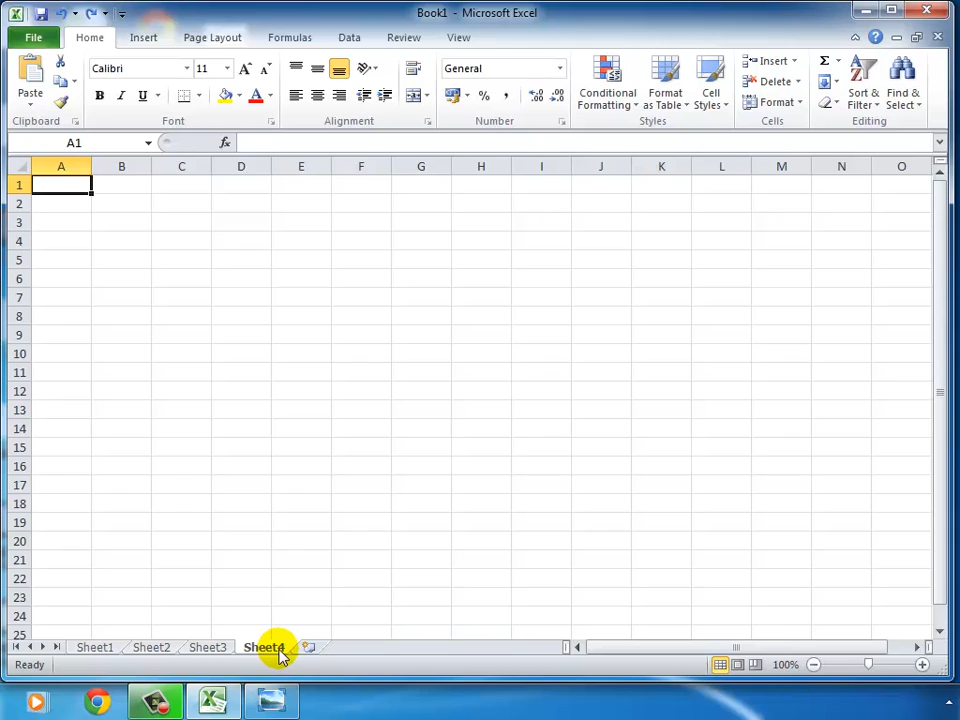 Book1 - Microsoft Excel
File Home Insert Page Layout Formulas Data Review View
Paste
Clipboard
Calibri 11
B I U A
Font
Alignment
General
% ,
Number
Conditional Formatting
Format as Table
Cell Styles
Styles
Insert
Delete
Format
Cells
Σ
Sort & Filter
Find & Select
Editing
A1 fx
A B C D E F G H I J K L M N O
1
2
3
4
5
6
7
8
9
10
11
12
13
14
15
16
17
18
19
20
21
22
23
24
25
Sheet1 Sheet2 Sheet3 Sheet4
Ready 100%